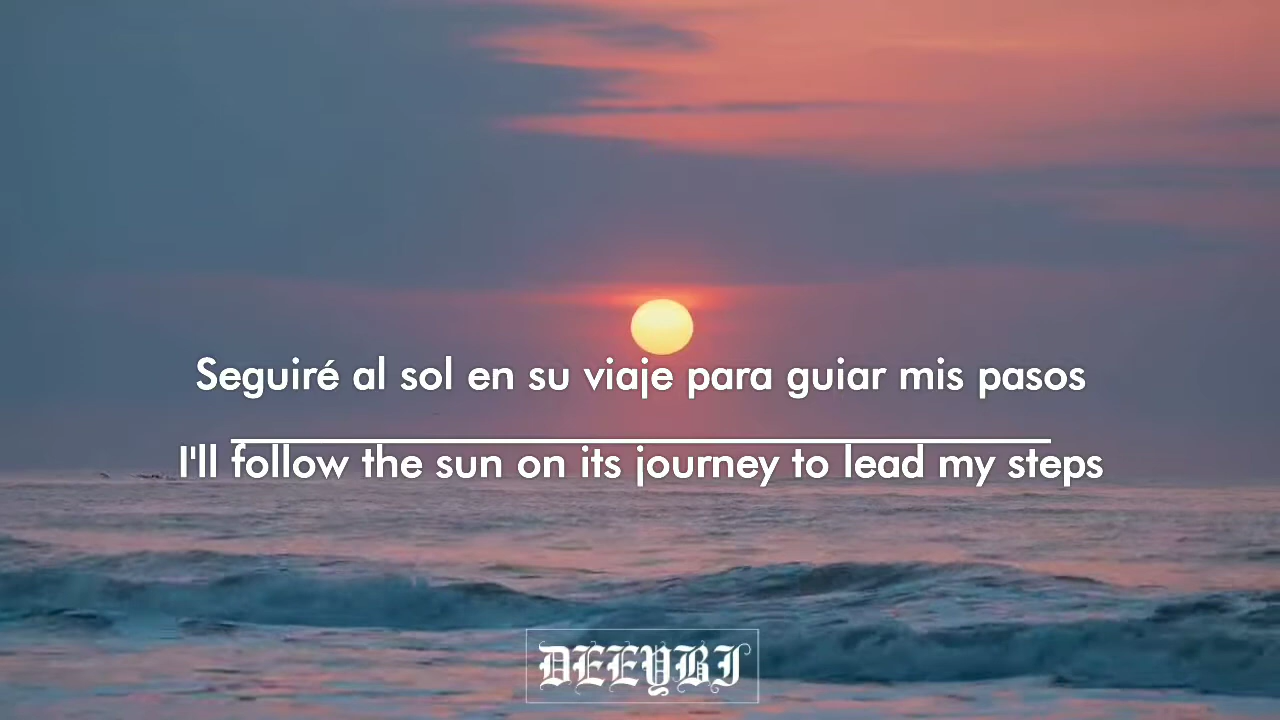 Seguiré al sol en su viaje para guiar mis pasos
I'll follow the sun on its journey to lead my steps
DEEYBI